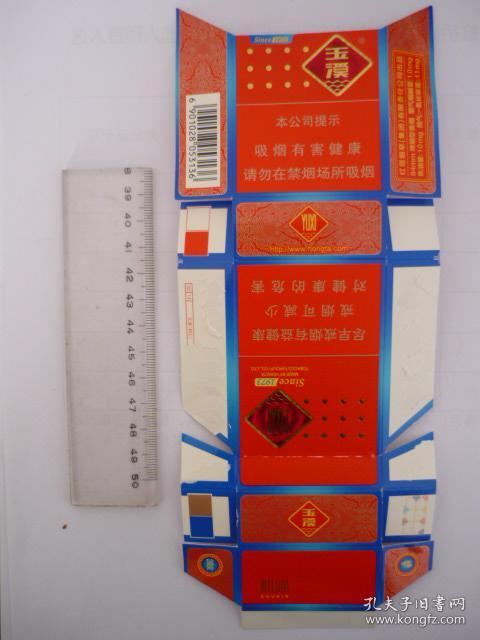 Since 1973
玉溪
本公司提示
吸烟有害健康
请勿在禁烟场所吸烟
6 901028 053136
YUXI
http://www.hongta.com
尽早戒烟有益健康
戒烟可减少
对健康的危害
MADE BY HONGTA
TOBACCO (GROUP) CO., LTD.
Since 1973
玉溪
38 39 40 41 42 43 44 45 46 47 48 49 50
孔夫子旧书网
www.kongfz.com